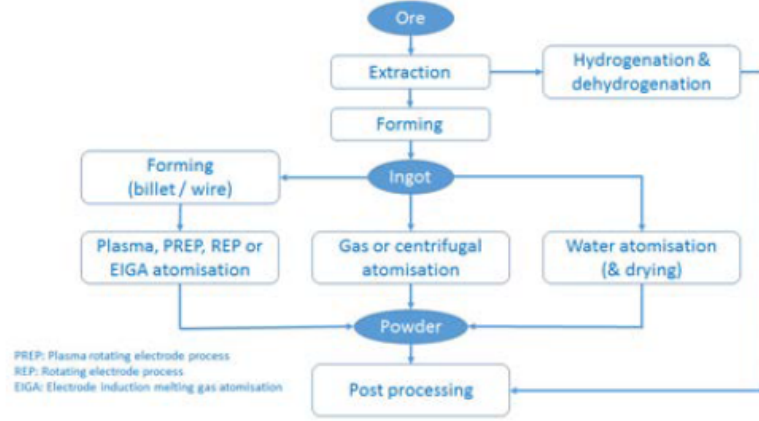 Ore
Extraction
Hydrogenation &
dehydrogenation
Forming
Forming
(billet / wire)
Ingot
Plasma, PREP, REP or
EIGA atomisation
Gas or centrifugal
atomisation
Water atomisation
(& drying)
Powder
PREP: Plasma rotating electrode process
REP: Rotating electrode process
EIGA: Electrode induction melting gas atomisation
Post processing